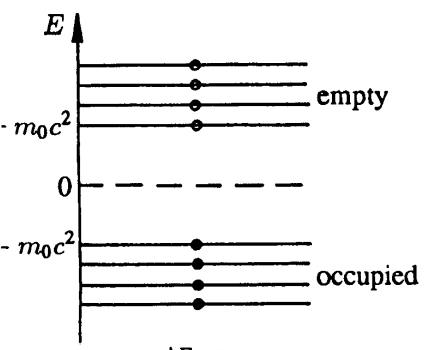 E
empty
- m₀c²
0
- m₀c²
occupied